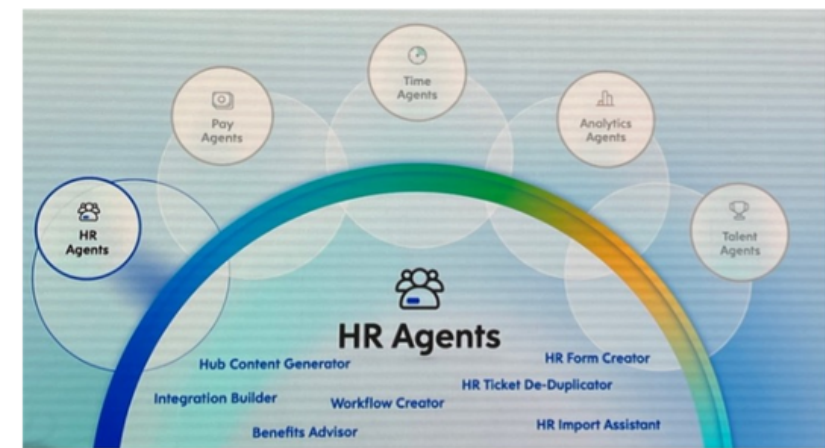 Time
Agents
Pay
Agents
Analytics
Agents
HR
Agents
Talent
Agents
HR Agents
Hub Content Generator
HR Form Creator
HR Ticket De-Duplicator
Integration Builder
Workflow Creator
HR Import Assistant
Benefits Advisor